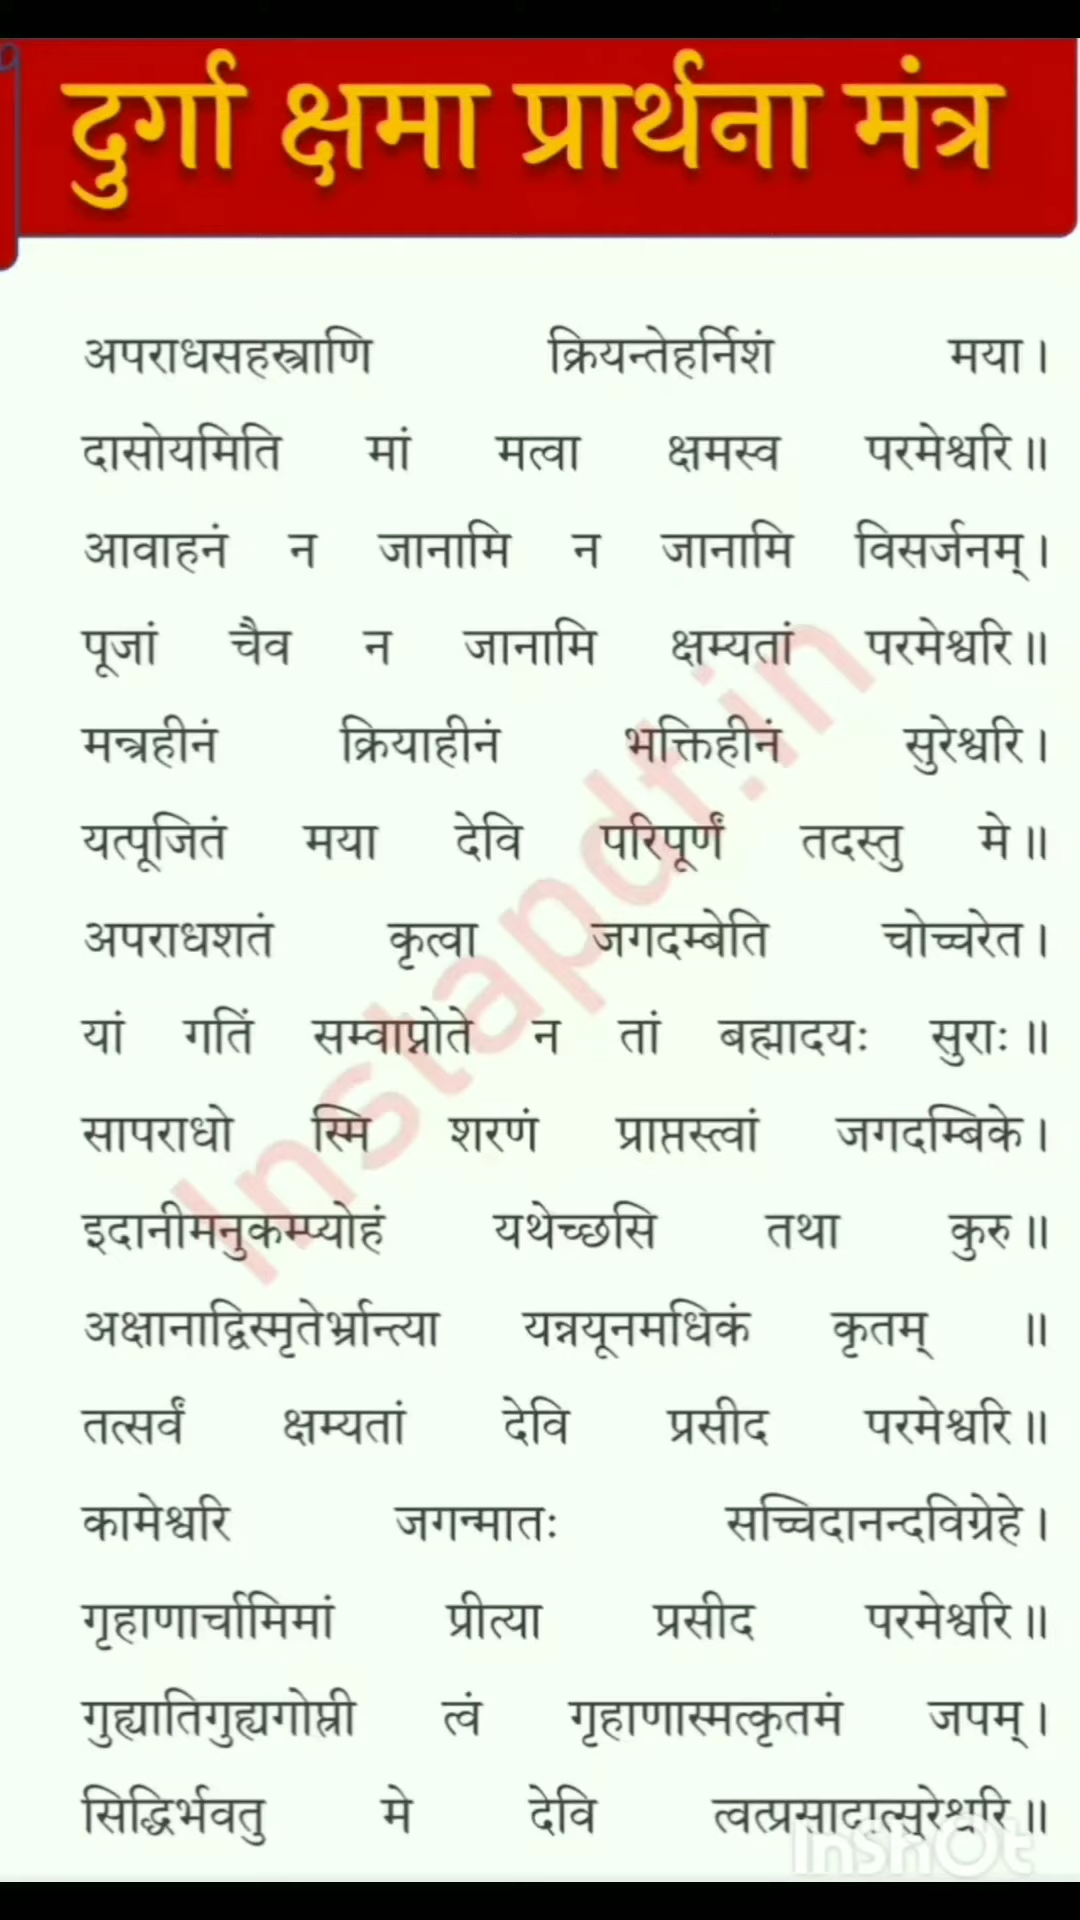 दुर्गा क्षमा प्रार्थना मंत्र
अपराधसहस्त्राणि क्रियन्तेहर्निशं मया।
दासोयमिति मां मत्वा क्षमस्व परमेश्वरि॥
आवाहनं न जानामि न जानामि विसर्जनम्।
पूजां चैव न जानामि क्षम्यतां परमेश्वरि॥
मन्त्रहीनं क्रियाहीनं भक्तिहीनं सुरेश्वरि।
यत्पूजितं मया देवि परिपूर्णं तदस्तु मे॥
अपराधशतं कृत्वा जगदम्बेति चोच्चरेत।
यां गतिं सम्वाप्नोते न तां बह्मादयः सुराः॥
सापराधो स्मि शरणं प्राप्तस्त्वां जगदम्बिके।
इदानीमनुकम्प्योहं यथेच्छसि तथा कुरु॥
अक्षानाद्विस्मृतेर्भ्रान्त्या यन्नयूनमधिकं कृतम् ॥
तत्सर्वं क्षम्यतां देवि प्रसीद परमेश्वरि॥
कामेश्वरि जगन्मातः सच्चिदानन्दविग्रेहे।
गृहाणार्चामिमां प्रीत्या प्रसीद परमेश्वरि॥
गुह्यातिगुह्यगोप्त्री त्वं गृहाणास्मत्कृतमं जपम्।
सिद्धिर्भवतु मे देवि त्वत्प्रसादात्सुरेश्वरि॥
Instapdf.in
InShOt